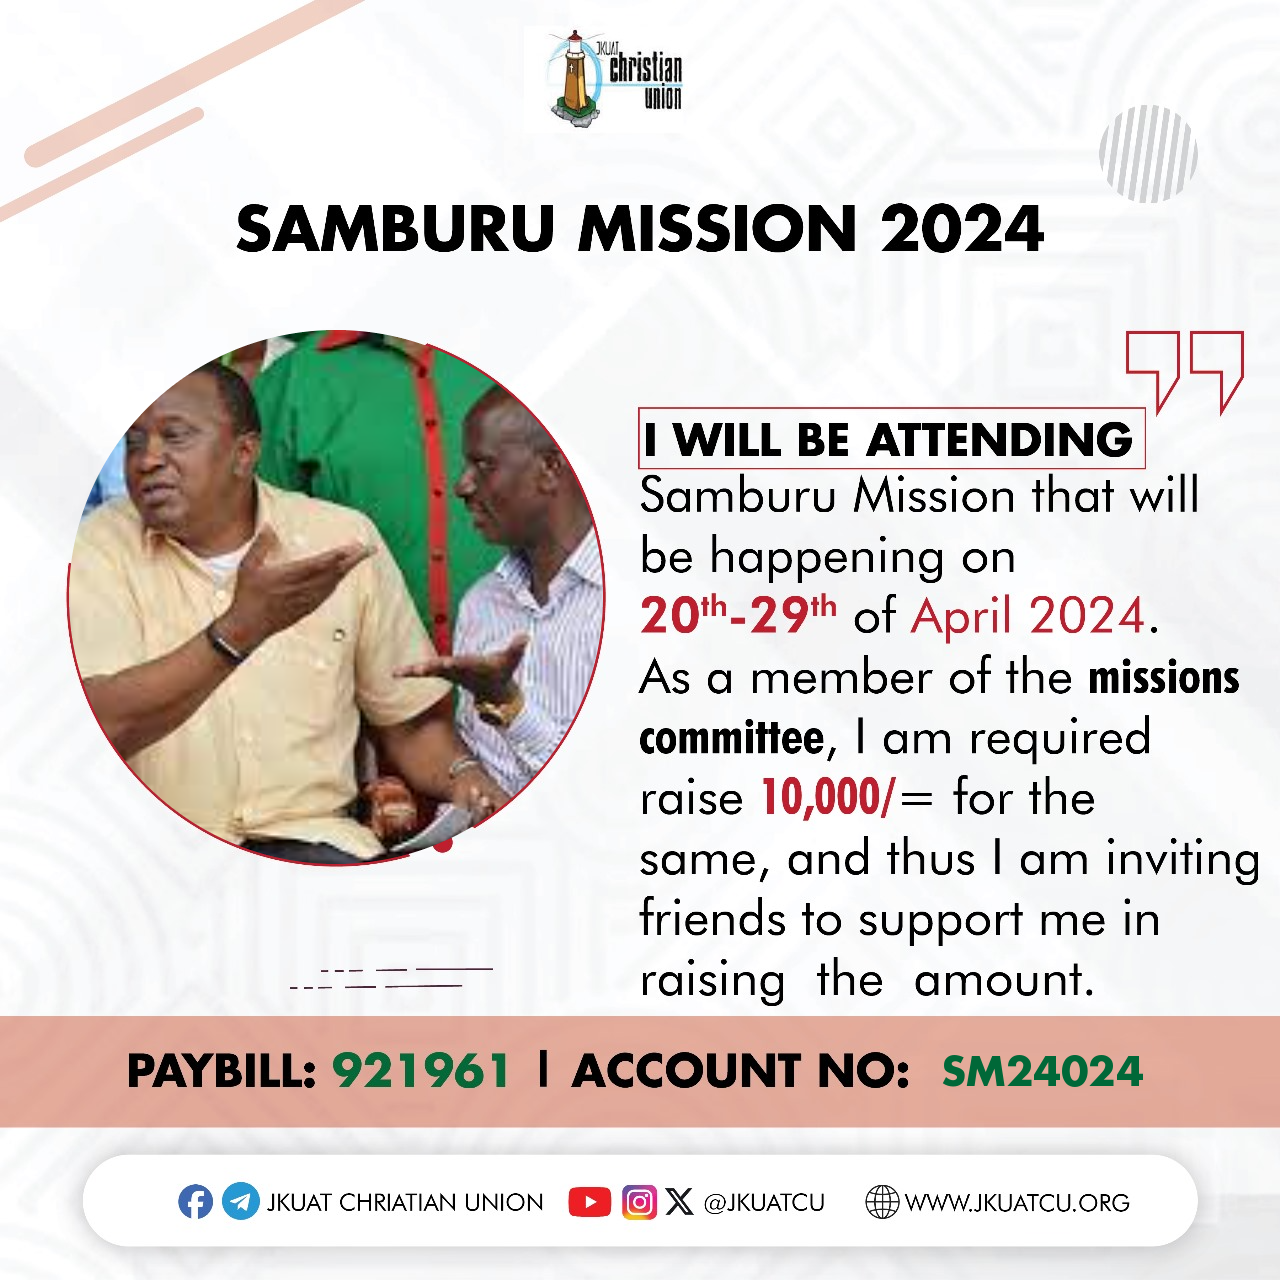 JKUAT
christian
union
SAMBURU MISSION 2024
I WILL BE ATTENDING
Samburu Mission that will
be happening on
20th-29th of April 2024.
As a member of the missions
committee, I am required
raise 10,000/= for the
same, and thus I am inviting
friends to support me in
raising the amount.
PAYBILL: 921961 | ACCOUNT NO: SM24024
JKUAT CHRIATIAN UNION @JKUATCU WWW.JKUATCU.ORG